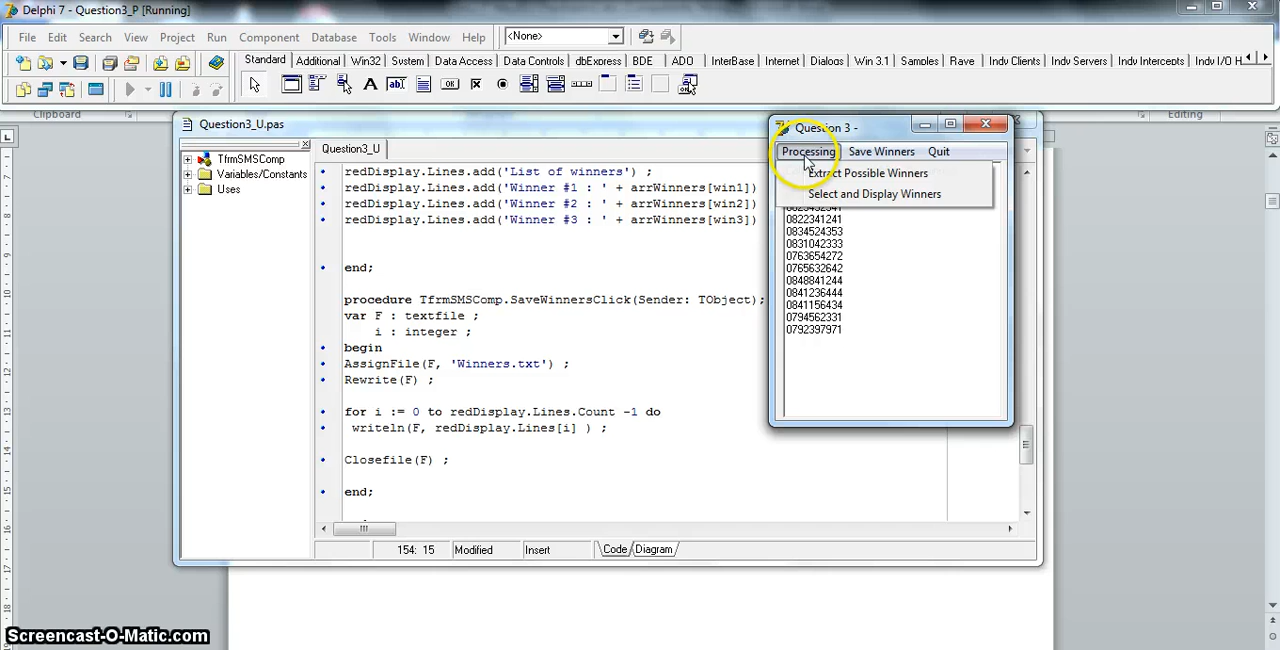 Delphi 7 - Question3_P [Running]
File Edit Search View Project Run Component Database Tools Window Help <None>
Standard Additional Win32 System Data Access Data Controls dbExpress BDE ADO InterBase Internet Dialogs Win 3.1 Samples Rave Indy Clients Indy Servers Indy Intercepts Indy I/O H
Clipboard
Editing
Question3_U.pas
Question 3 -
TfrmSMSComp
Variables/Constants
Uses
Question3_U
Processing Save Winners Quit
Extract Possible Winners
Select and Display Winners
redDisplay.Lines.add('List of winners') ;
redDisplay.Lines.add('Winner #1 : ' + arrWinners[win1])
redDisplay.Lines.add('Winner #2 : ' + arrWinners[win2])
redDisplay.Lines.add('Winner #3 : ' + arrWinners[win3])
end;
procedure TfrmSMSComp.SaveWinnersClick(Sender: TObject);
var F : textfile ;
i : integer ;
begin
AssignFile(F, 'Winners.txt') ;
Rewrite(F) ;
for i := 0 to redDisplay.Lines.Count -1 do
writeln(F, redDisplay.Lines[i] ) ;
Closefile(F) ;
end;
0822341241
0834524353
0831042333
0763654272
0765632642
0848841244
0841236444
0841156434
0794562331
0792397971
154: 15 Modified Insert Code Diagram
Screencast-O-Matic.com